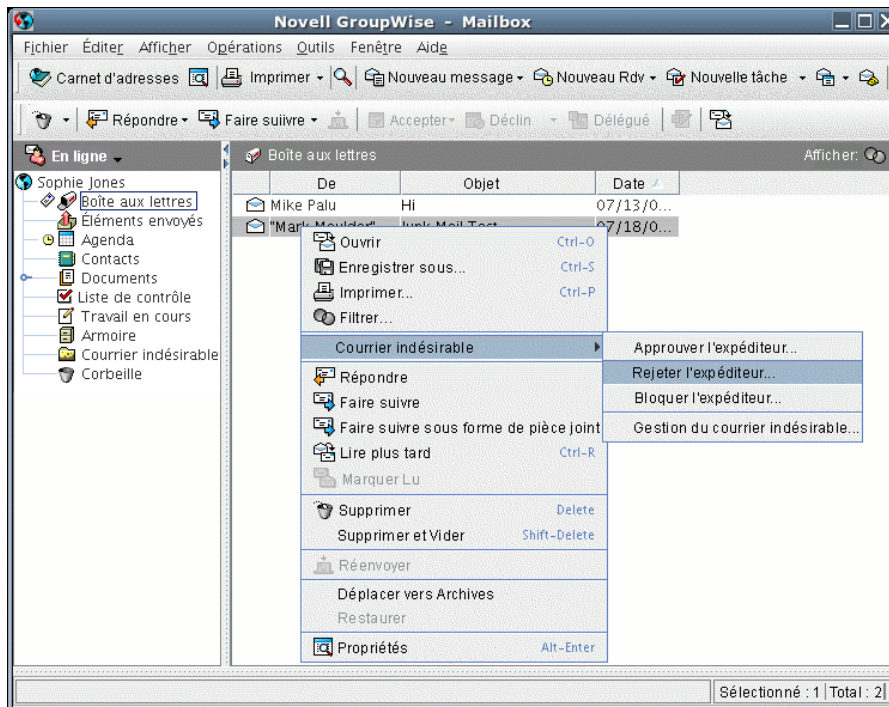 Novell GroupWise - Mailbox
Fichier Éditer Afficher Opérations Outils Fenêtre Aide
Carnet d'adresses Imprimer Nouveau message Nouveau Rdv Nouvelle tâche
Répondre Faire suiivre Accepter Déclin Délégué
En ligne
Boîte aux lettres Afficher:
Sophie Jones
Boîte aux lettres
Éléments envoyés
Agenda
Contacts
Documents
Liste de contrôle
Travail en cours
Armoire
Courrier indésirable
Corbeille
De Objet Date
Mike Palu Hi 07/13/0...
"Mark Moulder" Junk Mail Test 07/18/0...
Ouvrir Ctrl-O
Enregistrer sous... Ctrl-S
Imprimer... Ctrl-P
Filtrer...
Courrier indésirable
Répondre
Faire suivre
Faire suivre sous forme de pièce joint
Lire plus tard Ctrl-R
Marquer Lu
Supprimer Delete
Supprimer et Vider Shift-Delete
Réenvoyer
Déplacer vers Archives
Restaurer
Propriétés Alt-Enter
Approuver l'expéditeur...
Rejeter l'expéditeur...
Bloquer l'expéditeur...
Gestion du courrier indésirable...
Sélectionné : 1 Total : 2